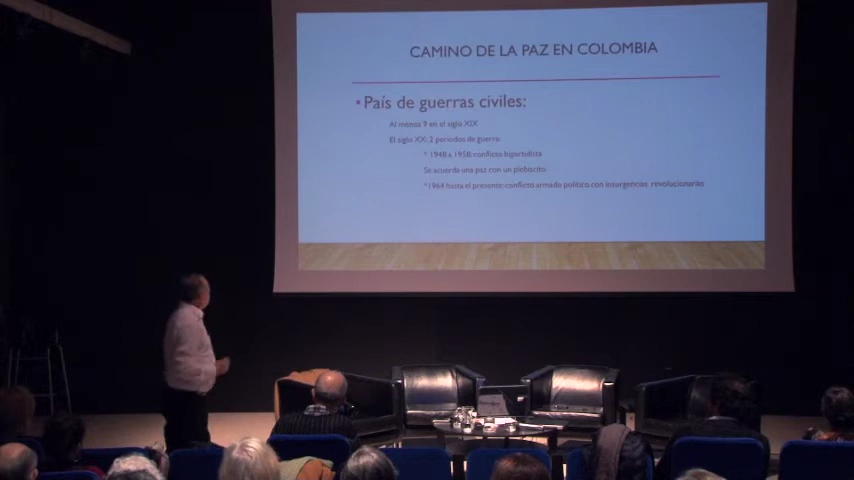 CAMINO DE LA PAZ EN COLOMBIA
País de guerras civiles:
Al menos 9 en el siglo XIX
El siglo XX: 2 periodos de guerra:
* 1948 a 1958: conflicto bipartidista
Se acuerda una paz con un plebiscito
*1964 hasta el presente: conflicto armado político con insurgencias revolucionarias